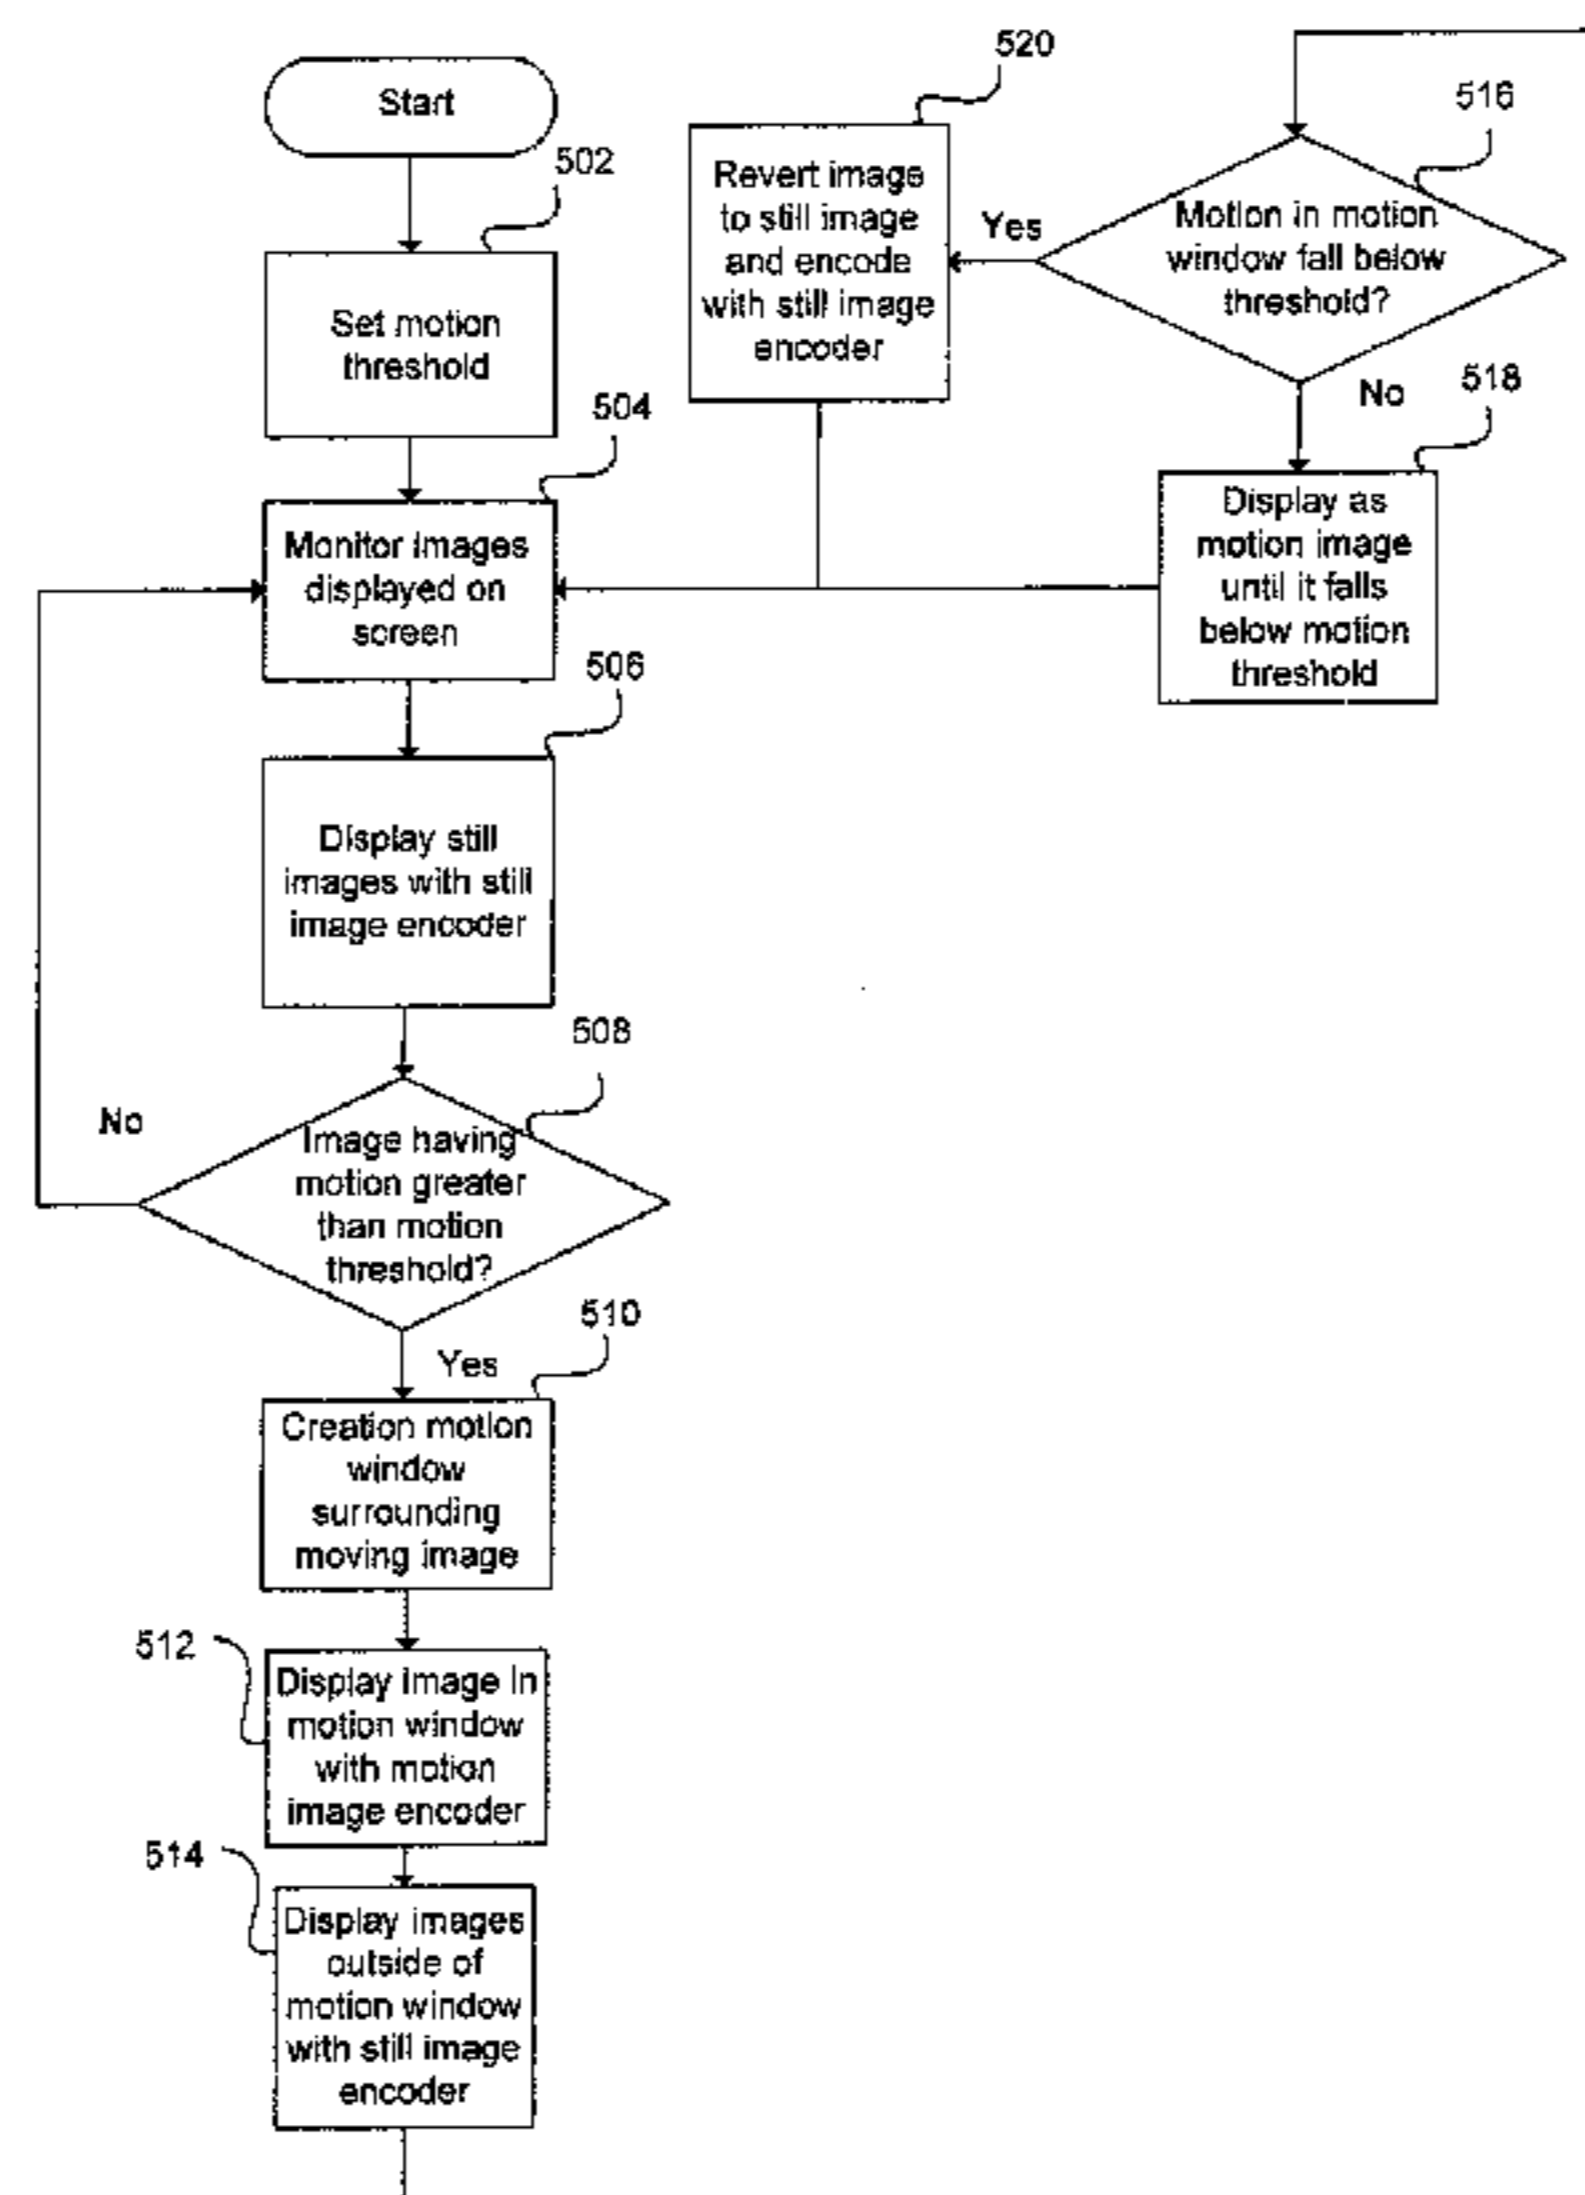 Start
502
Set motion
threshold
504
Monitor images
displayed on
screen
506
Display still
images with still
image encoder
508
No
Image having
motion greater
than motion
threshold?
510
Yes
Creation motion
window
surrounding
moving image
512
Display image in
motion window
with motion
image encoder
514
Display images
outside of
motion window
with still image
encoder
520
Revert image
to still image
and encode
with still image
encoder
Yes
516
Motion in motion
window fall below
threshold?
No
518
Display as
motion image
until it falls
below motion
threshold